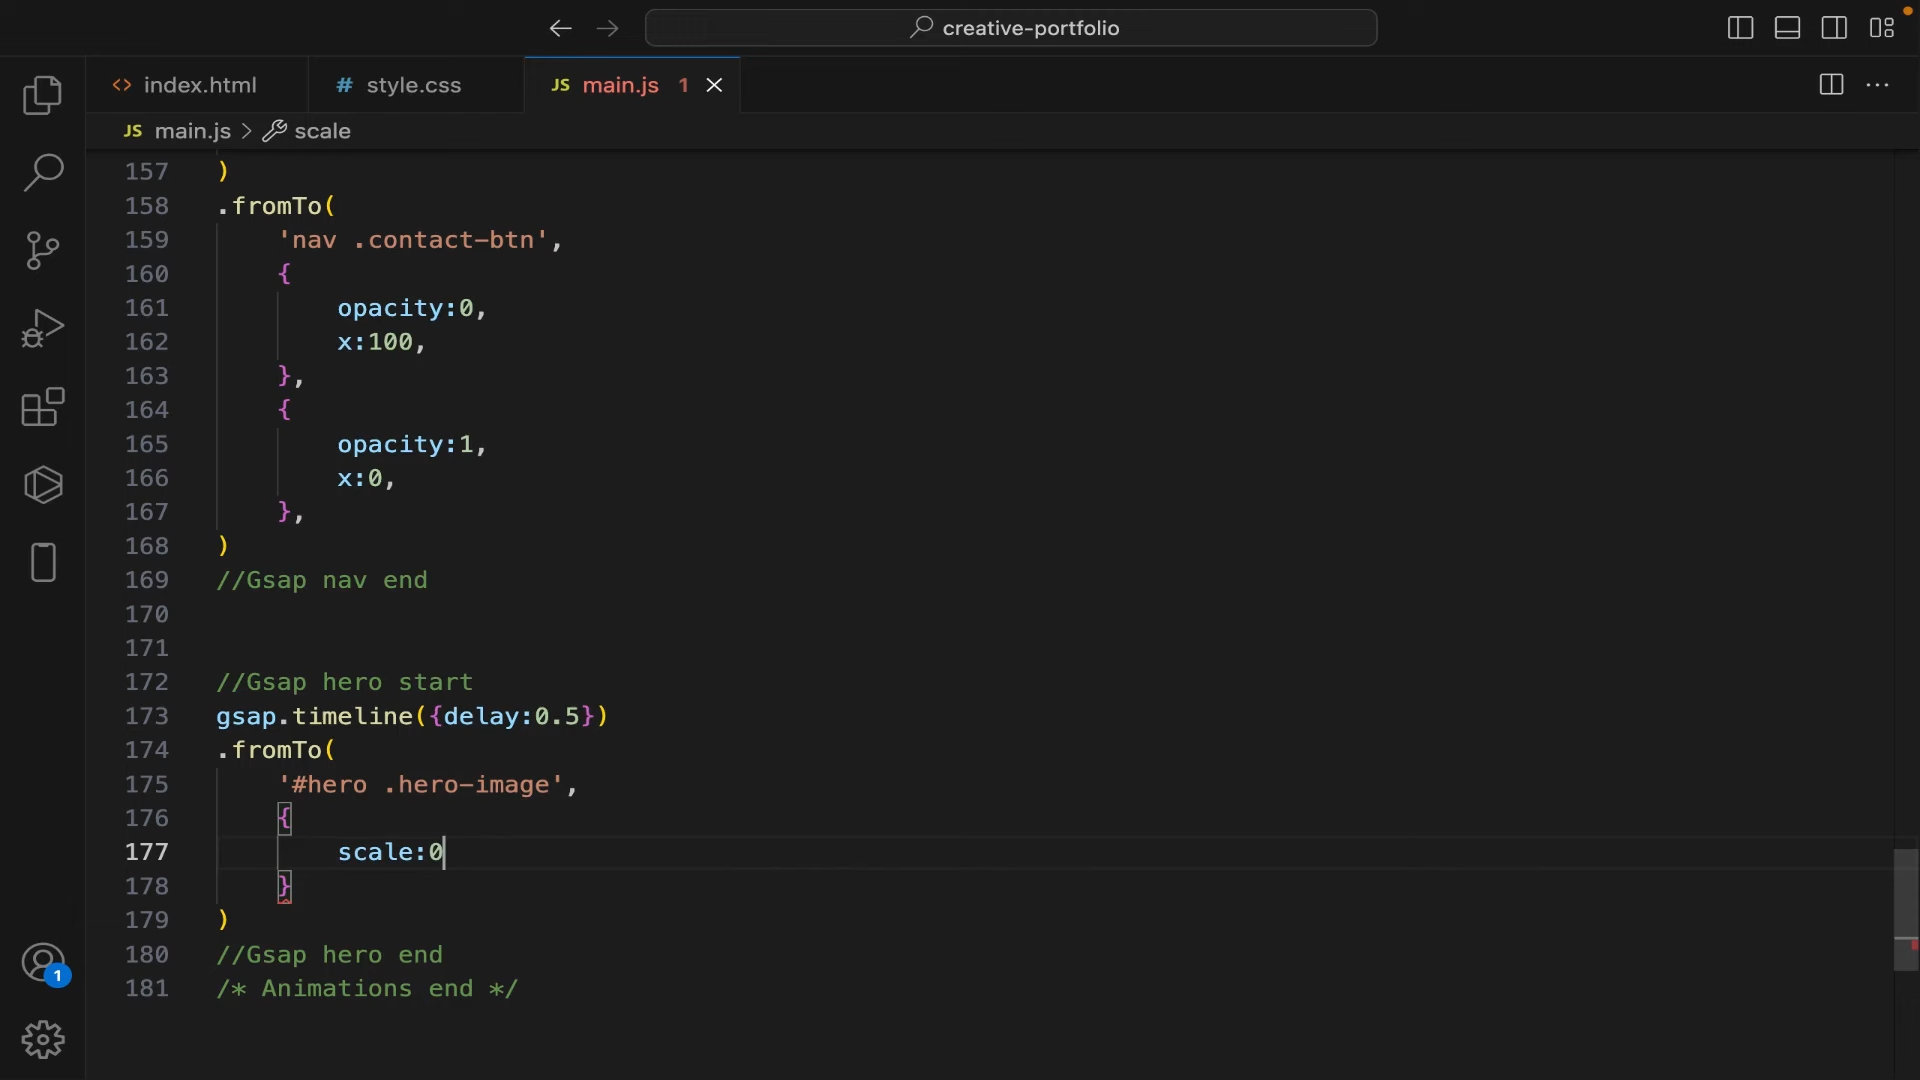 creative-portfolio
index.html
style.css
JS main.js 1
JS main.js > scale
157 )
158 .fromTo(
159 'nav .contact-btn',
160 {
161 opacity:0,
162 x:100,
163 },
164 {
165 opacity:1,
166 x:0,
167 },
168 )
169 //Gsap nav end
170
171
172 //Gsap hero start
173 gsap.timeline({delay:0.5})
174 .fromTo(
175 '#hero .hero-image',
176 {
177 scale:0
178 }
179 )
180 //Gsap hero end
181 /* Animations end */
1